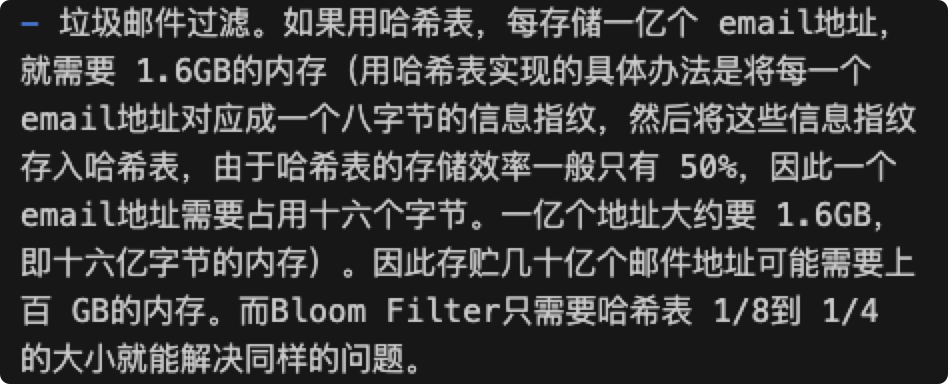 - 垃圾邮件过滤。如果用哈希表，每存储一亿个 email地址，
就需要 1.6GB的内存（用哈希表实现的具体办法是将每一个
email地址对应成一个八字节的信息指纹，然后将这些信息指纹
存入哈希表，由于哈希表的存储效率一般只有 50%，因此一个
email地址需要占用十六个字节。一亿个地址大约要 1.6GB，
即十六亿字节的内存）。因此存贮几十亿个邮件地址可能需要上
百 GB的内存。而Bloom Filter只需要哈希表 1/8到 1/4
的大小就能解决同样的问题。